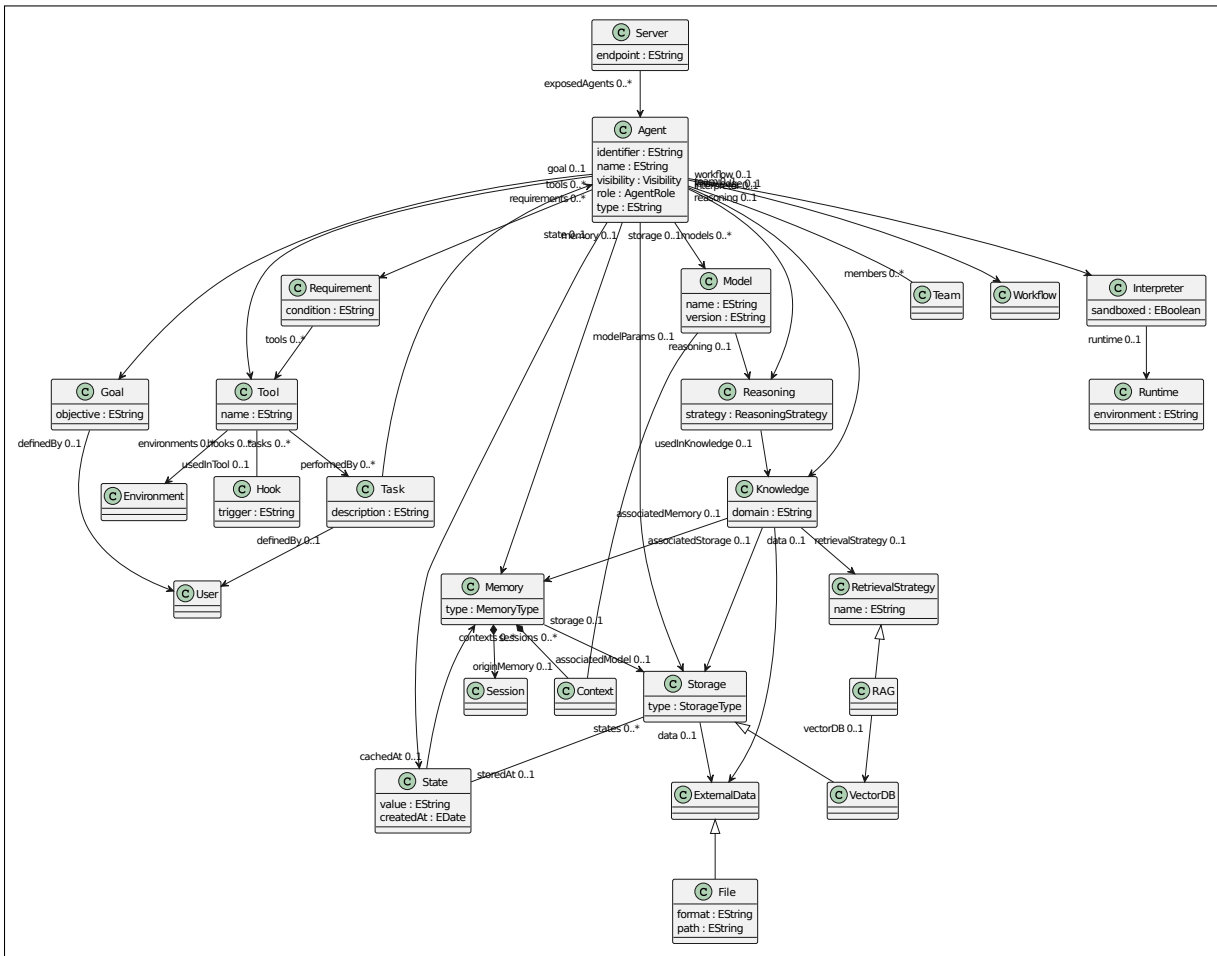 C Server
endpoint : EString
exposedAgents 0..*
C Agent
identifier : EString
name : EString
visibility : Visibility
role : AgentRole
type : EString
goal 0..1
tools 0..*
requirements 0..*
workflow 0..1
reasoning 0..1
state 0..1
memory 0..1
storage 0..1
models 0..*
C Requirement
condition : EString
C Model
name : EString
version : EString
members 0..*
C Team
C Workflow
C Interpreter
sandboxed : EBoolean
tools 0..*
modelParams 0..1
reasoning 0..1
runtime 0..1
C Goal
objective : EString
C Tool
name : EString
C Reasoning
strategy : ReasoningStrategy
C Runtime
environment : EString
definedBy 0..1
environments 0..*
hooks 0..*
tasks 0..*
usedInKnowledge 0..1
usedInTool 0..1
performedBy 0..*
C Environment
C Hook
trigger : EString
C Task
description : EString
C Knowledge
domain : EString
associatedMemory 0..1
definedBy 0..1
associatedStorage 0..1
data 0..1
retrievalStrategy 0..1
C User
C Memory
type : MemoryType
C RetrievalStrategy
name : EString
storage 0..1
contexts 0..*
sessions 0..*
originMemory 0..1
associatedModel 0..1
C Session
C Context
C Storage
type : StorageType
C RAG
states 0..*
data 0..1
vectorDB 0..1
cachedAt 0..1
storedAt 0..1
C State
value : EString
createdAt : EDate
C ExternalData
C VectorDB
C File
format : EString
path : EString